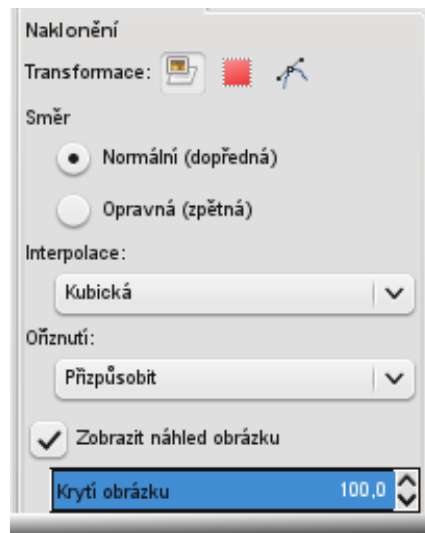 Naklonění
Transformace:
Směr
Normální (dopředná)
Opravná (zpětná)
Interpolace:
Kubická
Oříznutí:
Přizpůsobit
Zobrazit náhled obrázku
Krytí obrázku 100,0